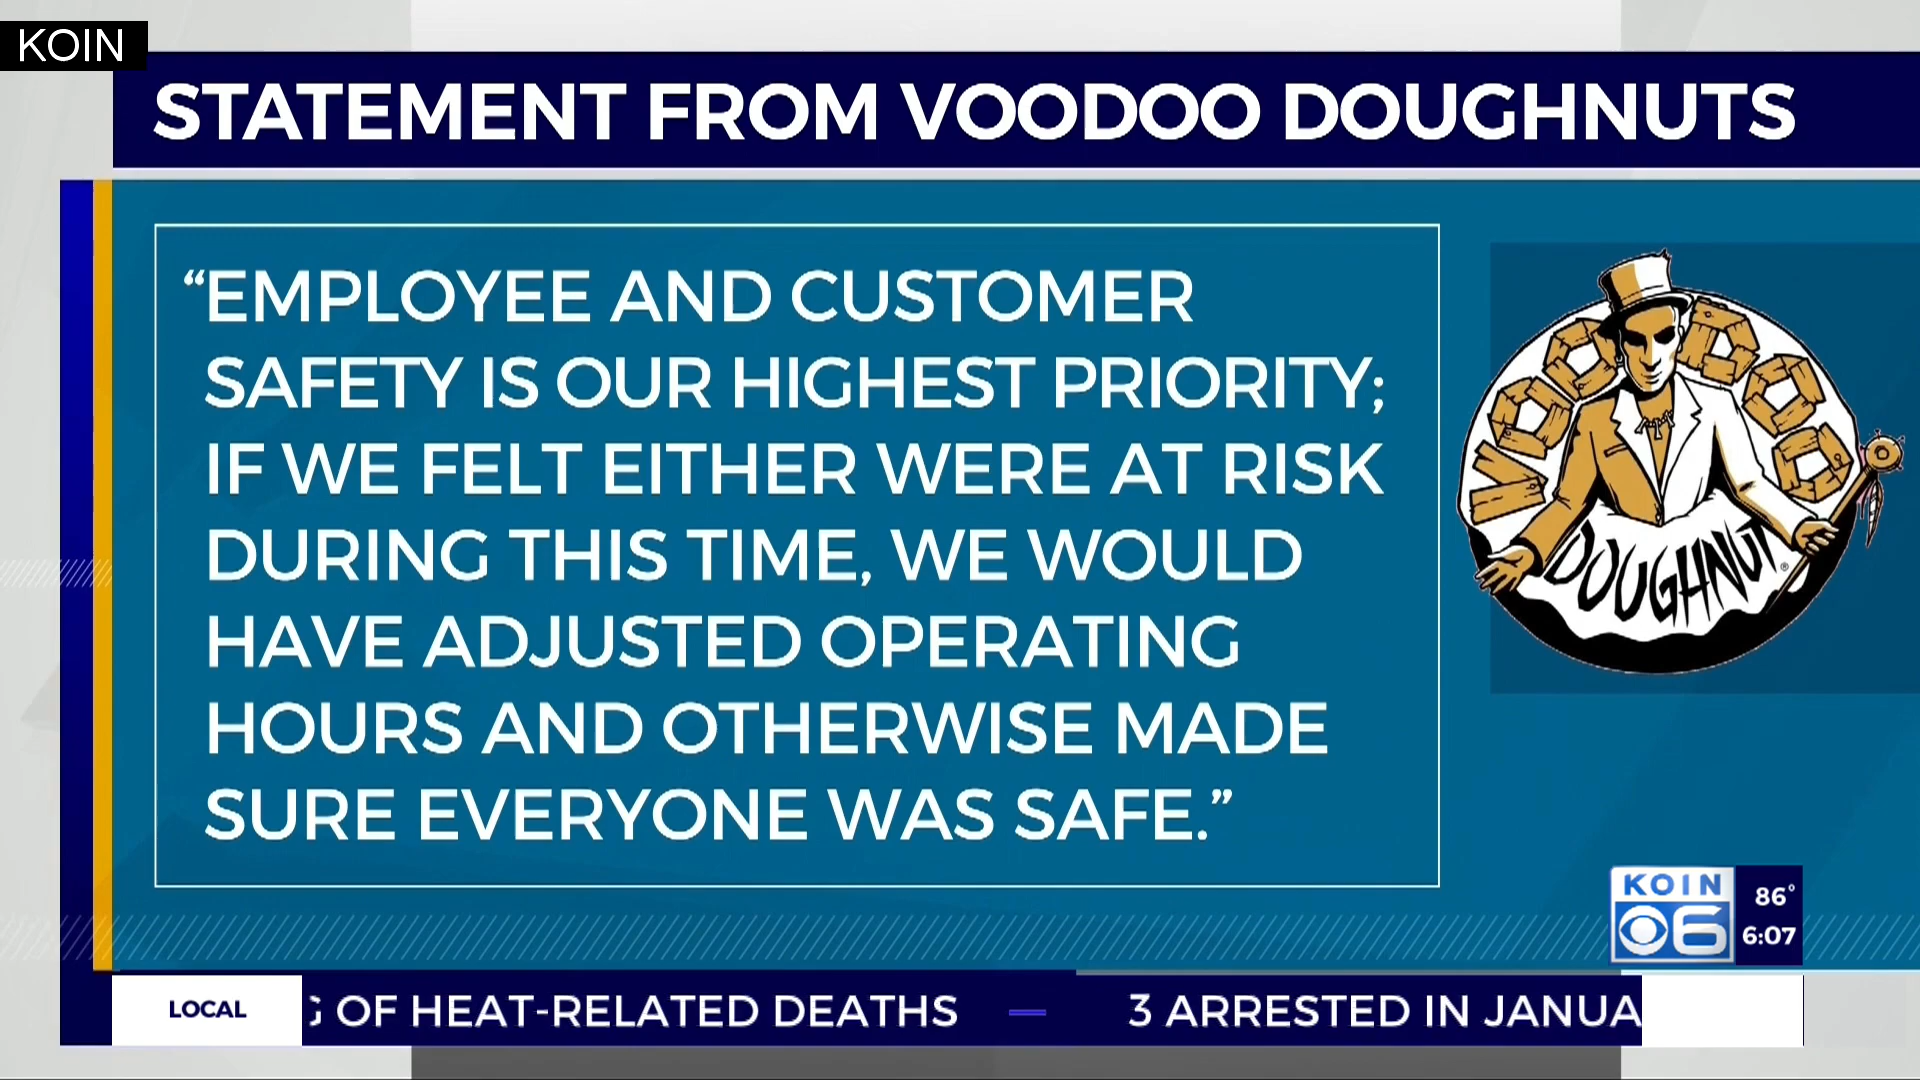 KOIN
STATEMENT FROM VOODOO DOUGHNUTS
“EMPLOYEE AND CUSTOMER
SAFETY IS OUR HIGHEST PRIORITY;
IF WE FELT EITHER WERE AT RISK
DURING THIS TIME, WE WOULD
HAVE ADJUSTED OPERATING
HOURS AND OTHERWISE MADE
SURE EVERYONE WAS SAFE.”
VOODOO
DOUGHNUT
®
KOIN
6
86°
6:07
LOCAL
OF HEAT-RELATED DEATHS — 3 ARRESTED IN JANUA